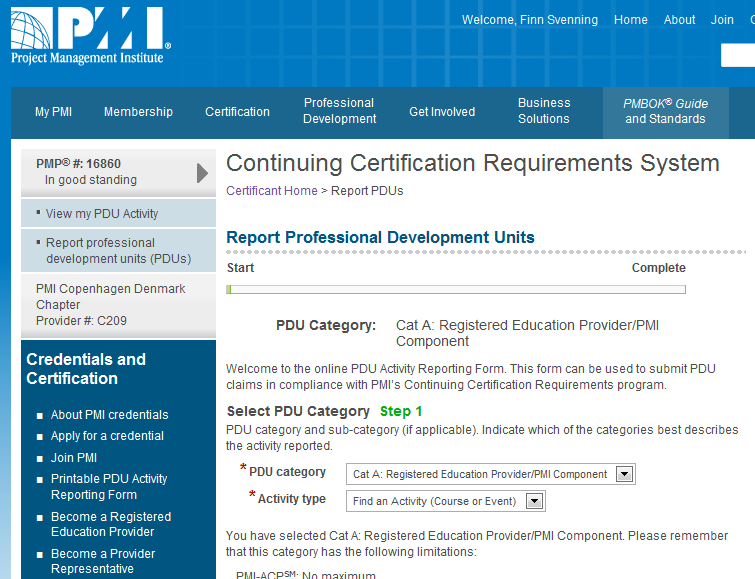 PMI®
Project Management Institute
Welcome, Finn Svenning Home About Join
My PMI Membership Certification Professional Development Get Involved Business Solutions PMBOK® Guide and Standards
PMP® #: 16860
In good standing
View my PDU Activity
Report professional
development units (PDUs)
PMI Copenhagen Denmark
Chapter
Provider #: C209
Credentials and
Certification
About PMI credentials
Apply for a credential
Join PMI
Printable PDU Activity
Reporting Form
Become a Registered
Education Provider
Become a Provider
Representative
Continuing Certification Requirements System
Certificant Home > Report PDUs
Report Professional Development Units
Start Complete
PDU Category: Cat A: Registered Education Provider/PMI
Component
Welcome to the online PDU Activity Reporting Form. This form can be used to submit PDU
claims in compliance with PMI's Continuing Certification Requirements program.
Select PDU Category Step 1
PDU category and sub-category (if applicable). Indicate which of the categories best describes
the activity reported.
*PDU category Cat A: Registered Education Provider/PMI Component
*Activity type Find an Activity (Course or Event)
You have selected Cat A: Registered Education Provider/PMI Component. Please remember
that this category has the following limitations:
PMI-ACP℠: No maximum